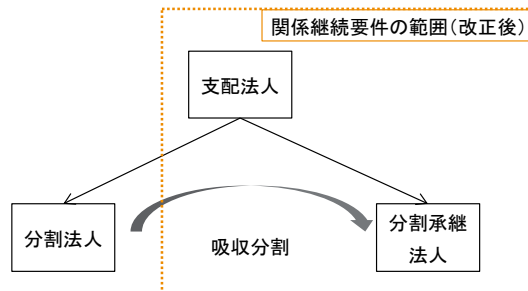 関係継続要件の範囲(改正後)
支配法人
分割法人
吸収分割
分割承継
法人